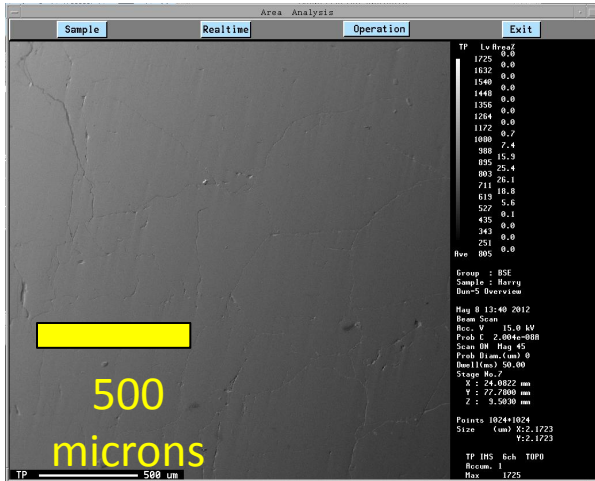 Area Analysis
Sample Realtime Operation Exit
TP Lv Area%
1725 0.0
1632 0.0
1540 0.0
1448 0.0
1356 0.0
1264 0.0
1172 0.0
1080 0.7
988 7.4
895 15.9
803 25.4
711 26.1
619 18.8
527 5.6
435 0.1
343 0.0
251 0.0
0.0
Ave 805
Group : BSE
Sample : Harry
Dun-5 Overview
May 8 13:40 2012
Beam Scan
Acc. V 15.0 kV
Prob C 2.004e-08A
Scan ON Mag 45
Prob Diam.(um) 0
Dwell(ms) 50.00
Stage No.7
X : 24.0822 mm
Y : 77.7800 mm
Z : 9.5030 mm
Points 1024*1024
Size (um) X:2.1723
Y:2.1723
TP IMS 6ch TOPO
Accum. 1
Max 1725
500
microns
TP 500 um